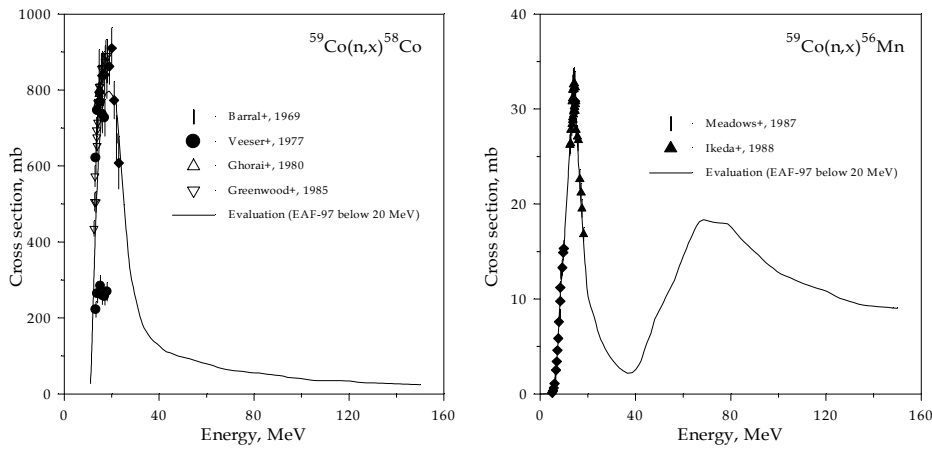 1000
800
600
400
200
0
Cross section, mb
59Co(n,x)58Co
Barral+, 1969
Veeser+, 1977
Ghorai+, 1980
Greenwood+, 1985
Evaluation (EAF-97 below 20 MeV)
0 40 80 120 160
Energy, MeV
40
30
20
10
0
Cross section, mb
59Co(n,x)56Mn
Meadows+, 1987
Ikeda+, 1988
Evaluation (EAF-97 below 20 MeV)
0 40 80 120 160
Energy, MeV